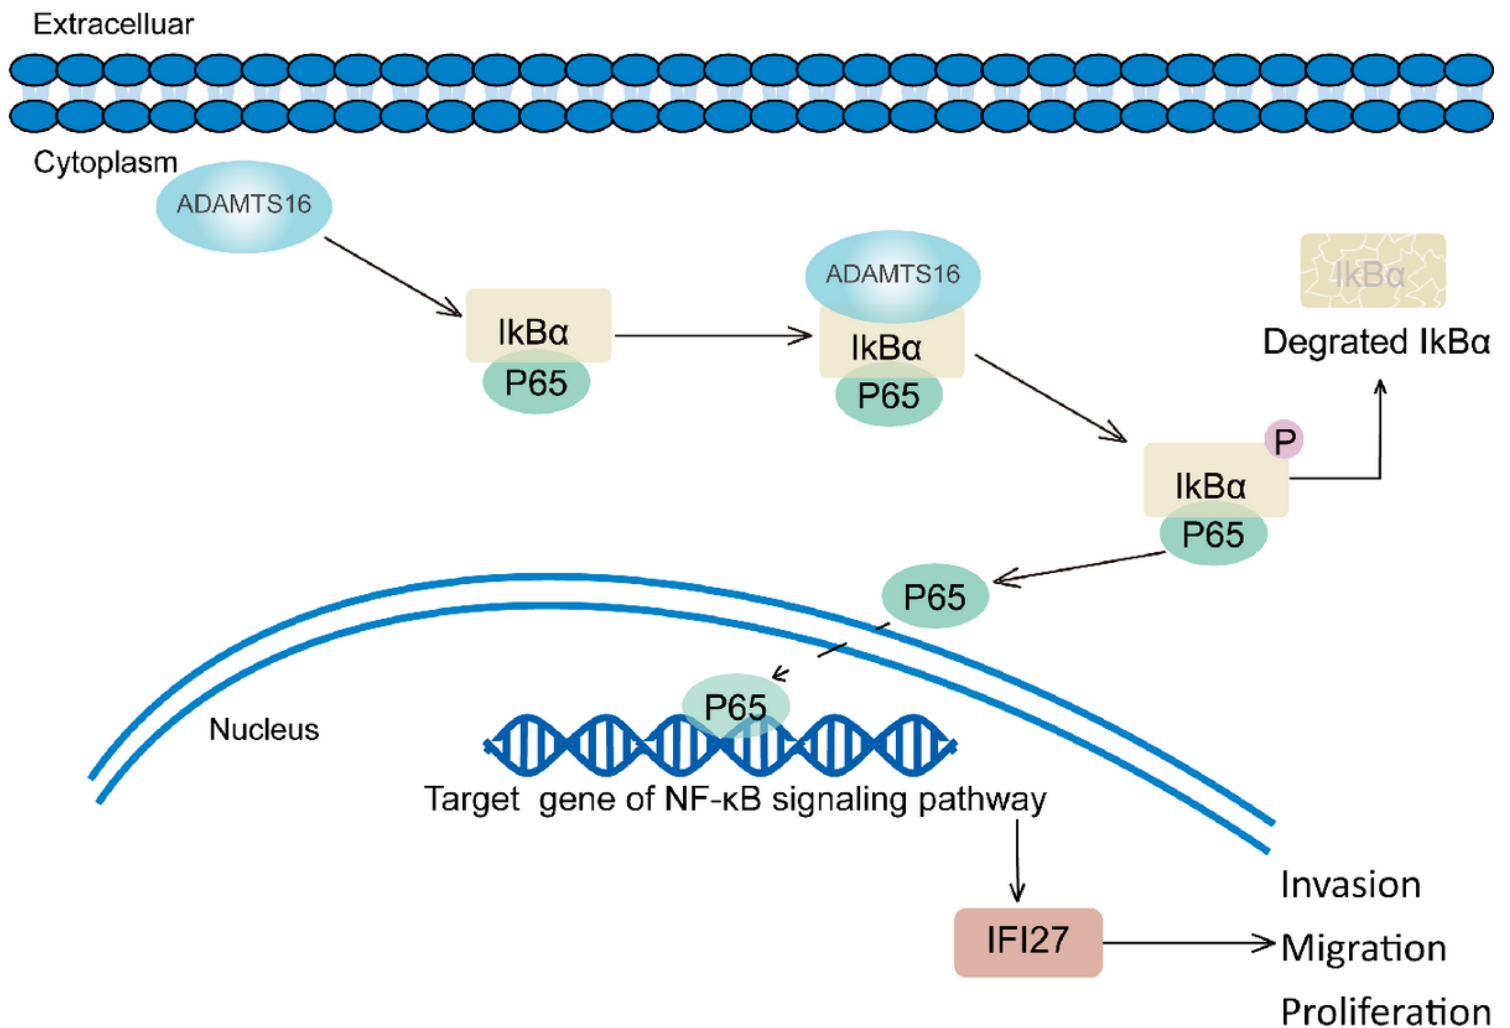 Extracelluar
Cytoplasm
ADAMTS16
IkBα
P65
ADAMTS16
IkBα
P65
IkBα
Degrated IkBα
P
IkBα
P65
P65
P65
Nucleus
Target gene of NF-κB signaling pathway
IFI27
Invasion
Migration
Proliferation